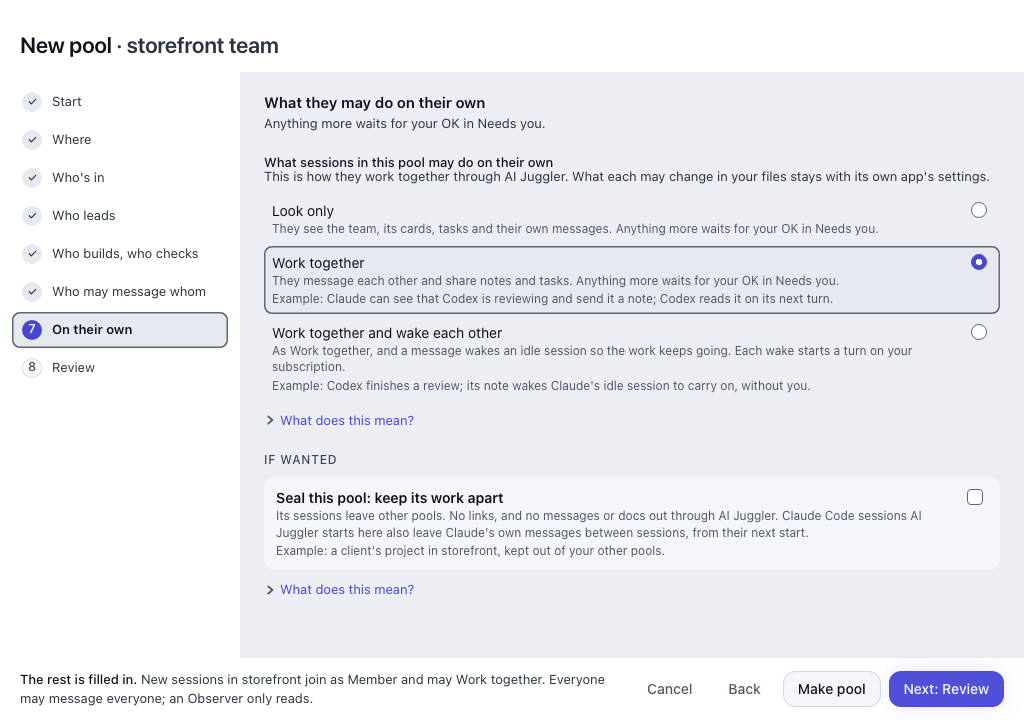 New pool · storefront team
Start
Where
Who's in
Who leads
Who builds, who checks
Who may message whom
7 On their own
8 Review
What they may do on their own
Anything more waits for your OK in Needs you.
What sessions in this pool may do on their own
This is how they work together through AI Juggler. What each may change in your files stays with its own app's settings.
Look only
They see the team, its cards, tasks and their own messages. Anything more waits for your OK in Needs you.
Work together
They message each other and share notes and tasks. Anything more waits for your OK in Needs you.
Example: Claude can see that Codex is reviewing and send it a note; Codex reads it on its next turn.
Work together and wake each other
As Work together, and a message wakes an idle session so the work keeps going. Each wake starts a turn on your
subscription.
Example: Codex finishes a review; its note wakes Claude's idle session to carry on, without you.
What does this mean?
IF WANTED
Seal this pool: keep its work apart
Its sessions leave other pools. No links, and no messages or docs out through AI Juggler. Claude Code sessions AI
Juggler starts here also leave Claude's own messages between sessions, from their next start.
Example: a client's project in storefront, kept out of your other pools.
What does this mean?
The rest is filled in. New sessions in storefront join as Member and may Work together. Everyone
may message everyone; an Observer only reads.
Cancel
Back
Make pool
Next: Review